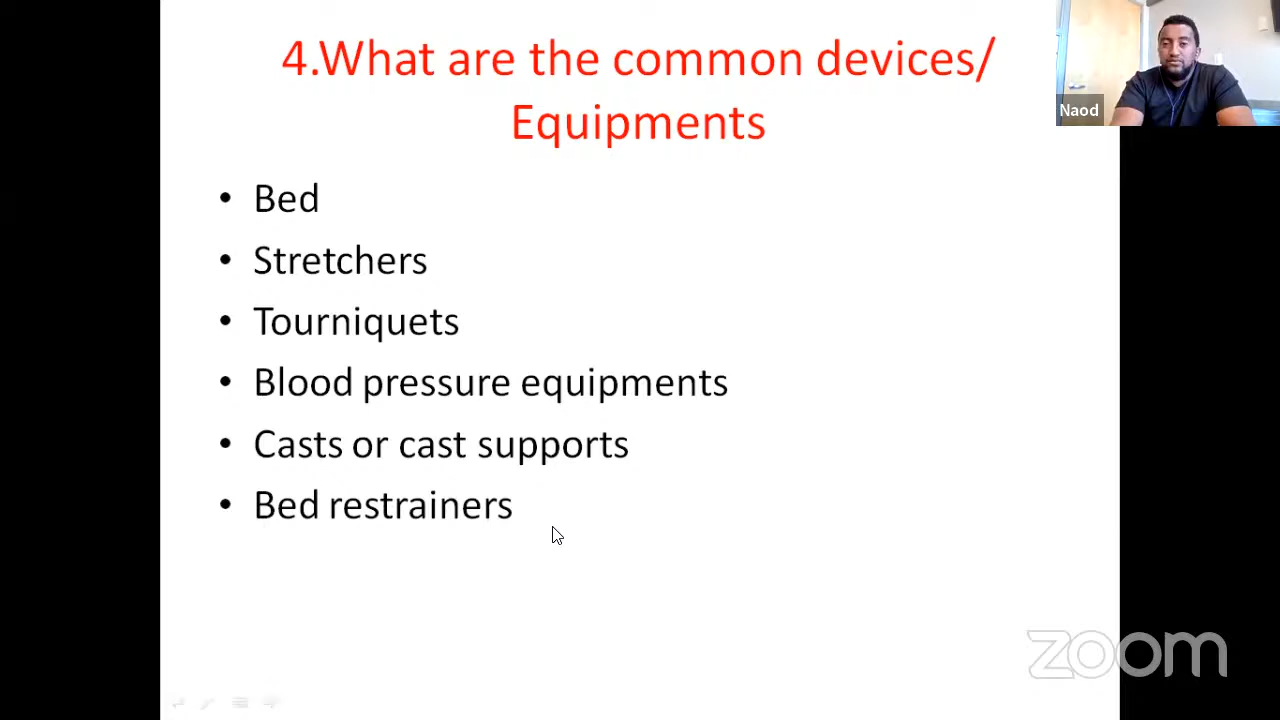 4.What are the common devices/
Equipments
Naod
• Bed
• Stretchers
• Tourniquets
• Blood pressure equipments
• Casts or cast supports
• Bed restrainers
zoom